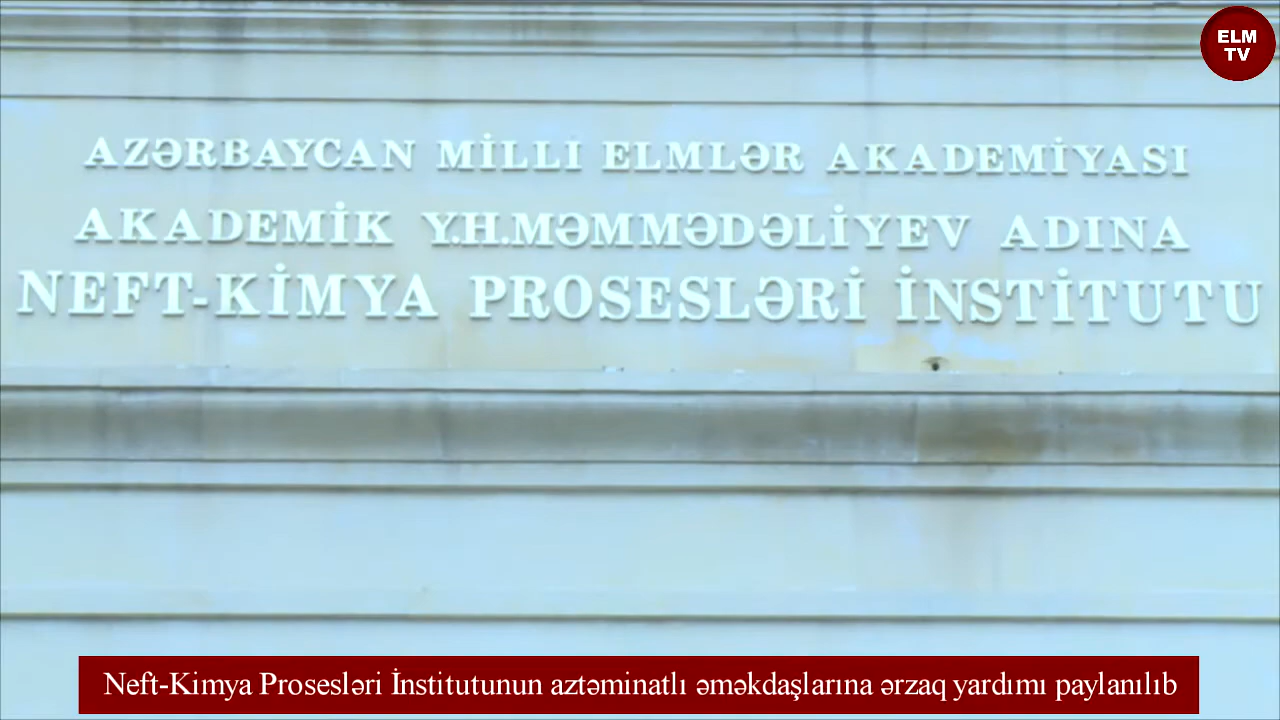 ELM
TV
AZƏRBAYCAN MİLLİ ELMLƏR AKADEMİYASI
AKADEMİK Y.H.MƏMMƏDƏLİYEV ADINA
NEFT-KİMYA PROSESLƏRİ İNSTİTUTU
Neft-Kimya Prosesləri İnstitutunun aztəminatlı əməkdaşlarına ərzaq yardımı paylanılıb